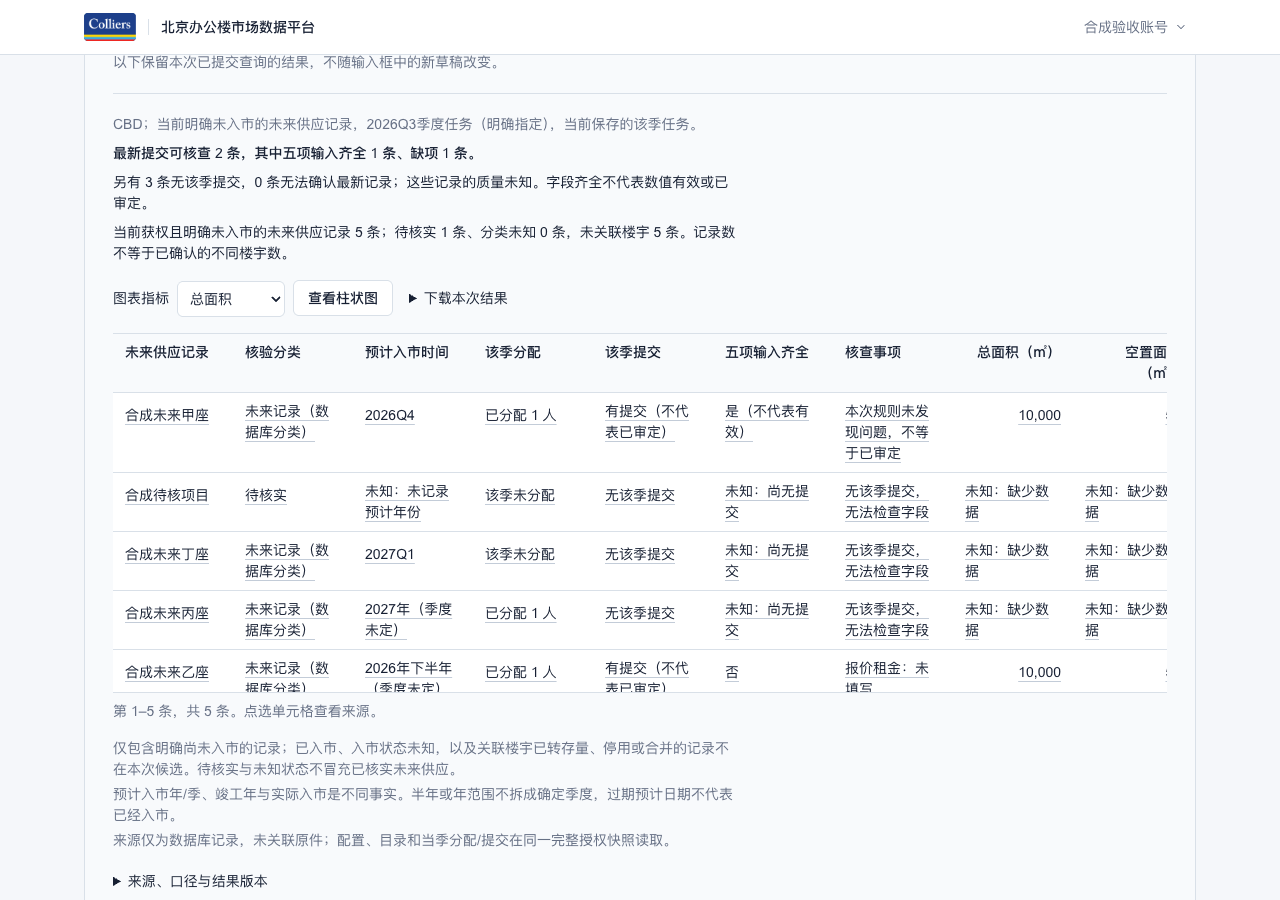 Colliers
北京办公楼市场数据平台
合成验收账号
以下保留本次已提交查询的结果，不随输入框中的新草稿改变。
CBD；当前明确未入市的未来供应记录，2026Q3季度任务（明确指定），当前保存的该季任务。
最新提交可核查 2 条，其中五项输入齐全 1 条、缺项 1 条。
另有 3 条无该季提交，0 条无法确认最新记录；这些记录的质量未知。字段齐全不代表数值有效或已
审定。
当前获权且明确未入市的未来供应记录 5 条；待核实 1 条、分类未知 0 条，未关联楼宇 5 条。记录数
不等于已确认的不同楼宇数。
图表指标 总面积 查看柱状图 ▶ 下载本次结果
未来供应记录 核验分类 预计入市时间 该季分配 该季提交 五项输入齐全 核查事项 总面积（㎡） 空置面
（㎡
合成未来甲座 未来记录（数 2026Q4 已分配 1 人 有提交（不代 是（不代表有 本次规则未发 10,000
据库分类） 表已审定） 效） 现问题，不等
于已审定
合成待核项目 待核实 未知：未记录 该季未分配 无该季提交 未知：尚无提 无该季提交， 未知：缺少数 未知：缺少数
预计年份 交 无法检查字段 据 据
合成未来丁座 未来记录（数 2027Q1 该季未分配 无该季提交 未知：尚无提 无该季提交， 未知：缺少数 未知：缺少数
据库分类） 交 无法检查字段 据 据
合成未来丙座 未来记录（数 2027年（季度 已分配 1 人 无该季提交 未知：尚无提 无该季提交， 未知：缺少数 未知：缺少数
据库分类） 未定） 交 无法检查字段 据 据
合成未来乙座 未来记录（数 2026年下半年 已分配 1 人 有提交（不代 否 报价租金：未 10,000
据库分类） （季度未定） 表已审定） 填写
第 1–5 条，共 5 条。点选单元格查看来源。
仅包含明确尚未入市的记录；已入市、入市状态未知，以及关联楼宇已转存量、停用或合并的记录不
在本次候选。待核实与未知状态不冒充已核实未来供应。
预计入市年/季、竣工年与实际入市是不同事实。半年或年范围不拆成确定季度，过期预计日期不代表
已经入市。
来源仅为数据库记录，未关联原件；配置、目录和当季分配/提交在同一完整授权快照读取。
▶ 来源、口径与结果版本